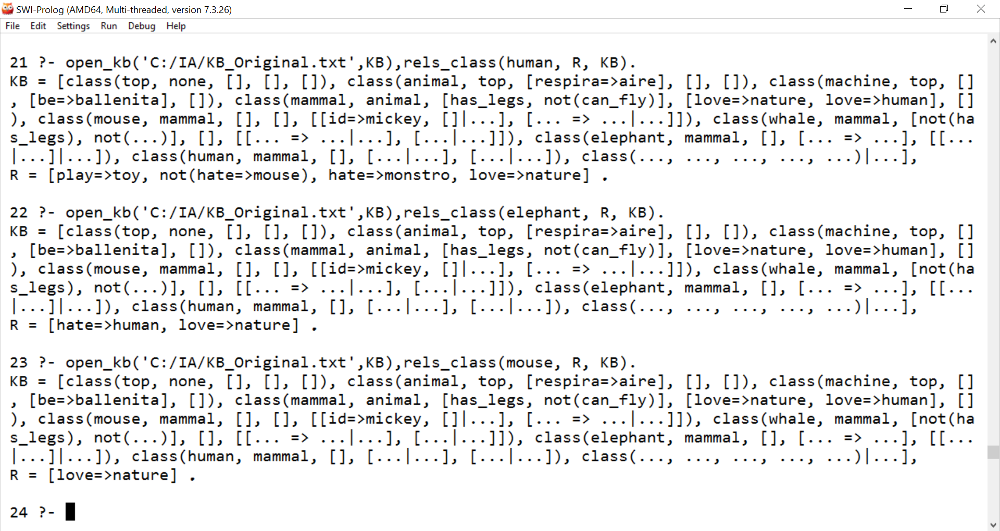 SWI-Prolog (AMD64, Multi-threaded, version 7.3.26)
File Edit Settings Run Debug Help
21 ?- open_kb('C:/IA/KB_Original.txt',KB),rels_class(human, R, KB).
KB = [class(top, none, [], [], []), class(animal, top, [respira=>aire], [], []), class(machine, top, []
, [be=>ballenita], []), class(mammal, animal, [has_legs, not(can_fly)], [love=>nature, love=>human], []
), class(mouse, mammal, [], [], [[id=>mickey, []|...], [... => ...|...]]), class(whale, mammal, [not(ha
s_legs), not(...)], [], [[... => ...|...], [...|...]]), class(elephant, mammal, [], [... => ...], [[...
|...]|...]), class(human, mammal, [], [...|...], [...|...]), class(..., ..., ..., ..., ...)|...],
R = [play=>toy, not(hate=>mouse), hate=>monstro, love=>nature] .
22 ?- open_kb('C:/IA/KB_Original.txt',KB),rels_class(elephant, R, KB).
KB = [class(top, none, [], [], []), class(animal, top, [respira=>aire], [], []), class(machine, top, []
, [be=>ballenita], []), class(mammal, animal, [has_legs, not(can_fly)], [love=>nature, love=>human], []
), class(mouse, mammal, [], [], [[id=>mickey, []|...], [... => ...|...]]), class(whale, mammal, [not(ha
s_legs), not(...)], [], [[... => ...|...], [...|...]]), class(elephant, mammal, [], [... => ...], [[...
|...]|...]), class(human, mammal, [], [...|...], [...|...]), class(..., ..., ..., ..., ...)|...],
R = [hate=>human, love=>nature] .
23 ?- open_kb('C:/IA/KB_Original.txt',KB),rels_class(mouse, R, KB).
KB = [class(top, none, [], [], []), class(animal, top, [respira=>aire], [], []), class(machine, top, []
, [be=>ballenita], []), class(mammal, animal, [has_legs, not(can_fly)], [love=>nature, love=>human], []
), class(mouse, mammal, [], [], [[id=>mickey, []|...], [... => ...|...]]), class(whale, mammal, [not(ha
s_legs), not(...)], [], [[... => ...|...], [...|...]]), class(elephant, mammal, [], [... => ...], [[...
|...]|...]), class(human, mammal, [], [...|...], [...|...]), class(..., ..., ..., ..., ...)|...],
R = [love=>nature] .
24 ?-